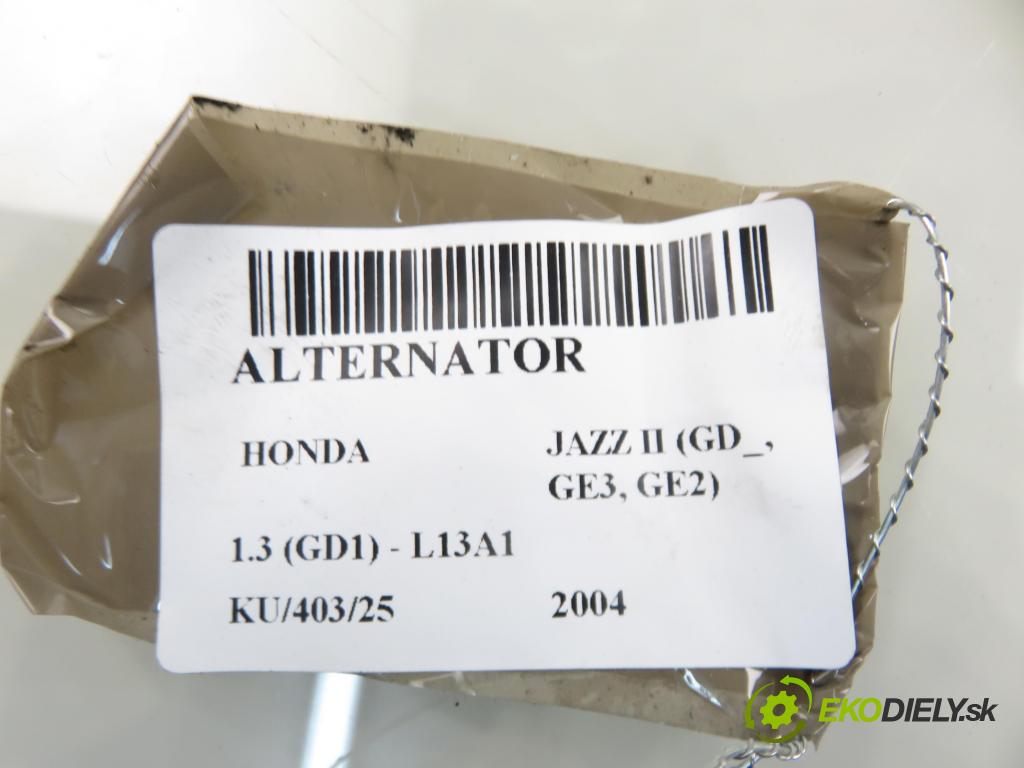 ALTERNATOR
HONDA JAZZ II (GD_,
GE3, GE2)
1.3 (GD1) - L13A1
KU/403/25 2004
EKODIELY.sk